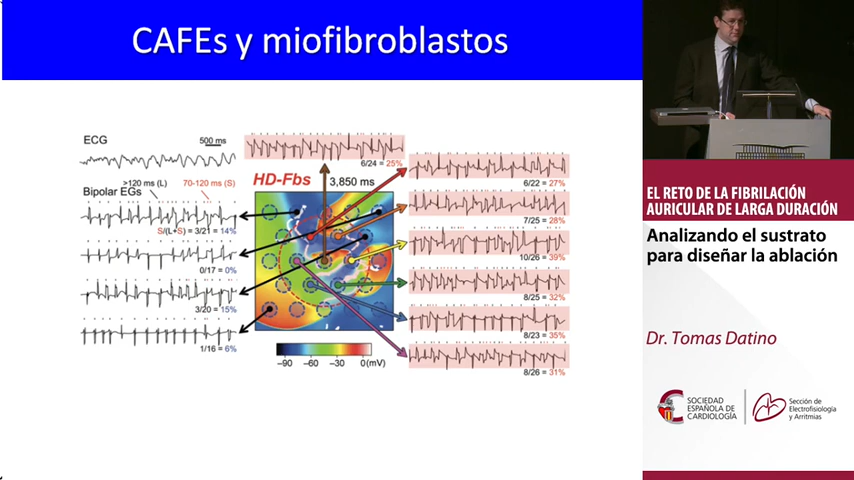 CAFEs y miofibroblastos
ECG
500 ms
6/24 = 25%
>120 ms (L)
70-120 ms (S)
Bipolar EGs
HD-Fbs
3,850 ms
6/22 = 27%
S/(L+S) = 3/21 = 14%
7/25 = 28%
0/17 = 0%
10/26 = 39%
3/20 = 15%
8/25 = 32%
1/16 = 6%
8/23 = 35%
8/26 = 31%
−90 −60 −30 0(mV)
EL RETO DE LA FIBRILACIÓN
AURICULAR DE LARGA DURACIÓN
Analizando el sustrato
para diseñar la ablación
Dr. Tomas Datino
SOCIEDAD
ESPAÑOLA DE
CARDIOLOGÍA
Sección de
Electrofisiología
y Arritmias